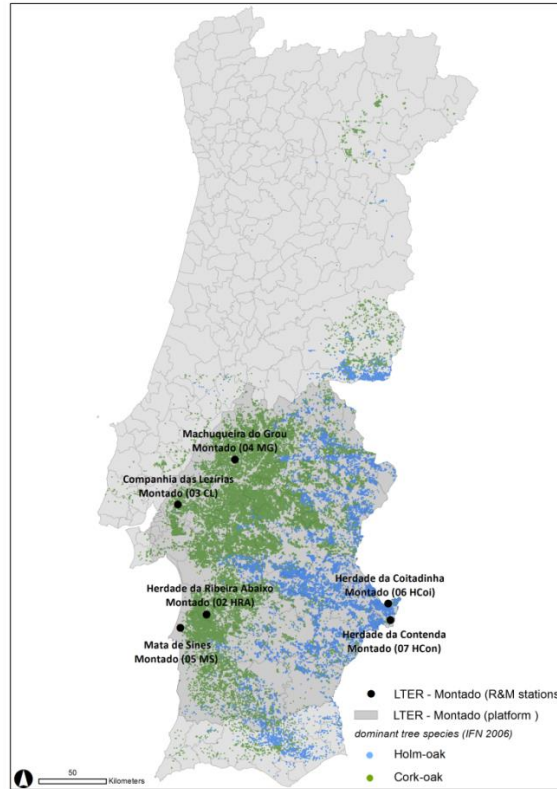 Machuqueira do Grou
Montado (04 MG)
Companhia das Lezírias
Montado (03 CL)
Herdade da Ribeira Abaixo
Montado (02 HRA)
Herdade da Coitadinha
Montado (06 HCoi)
Mata de Sines
Montado (05 MS)
Herdade da Contenda
Montado (07 HCon)
LTER - Montado (R&M stations
LTER - Montado (platform )
dominant tree species (IFN 2006)
Holm-oak
Cork-oak
50
Kilometers